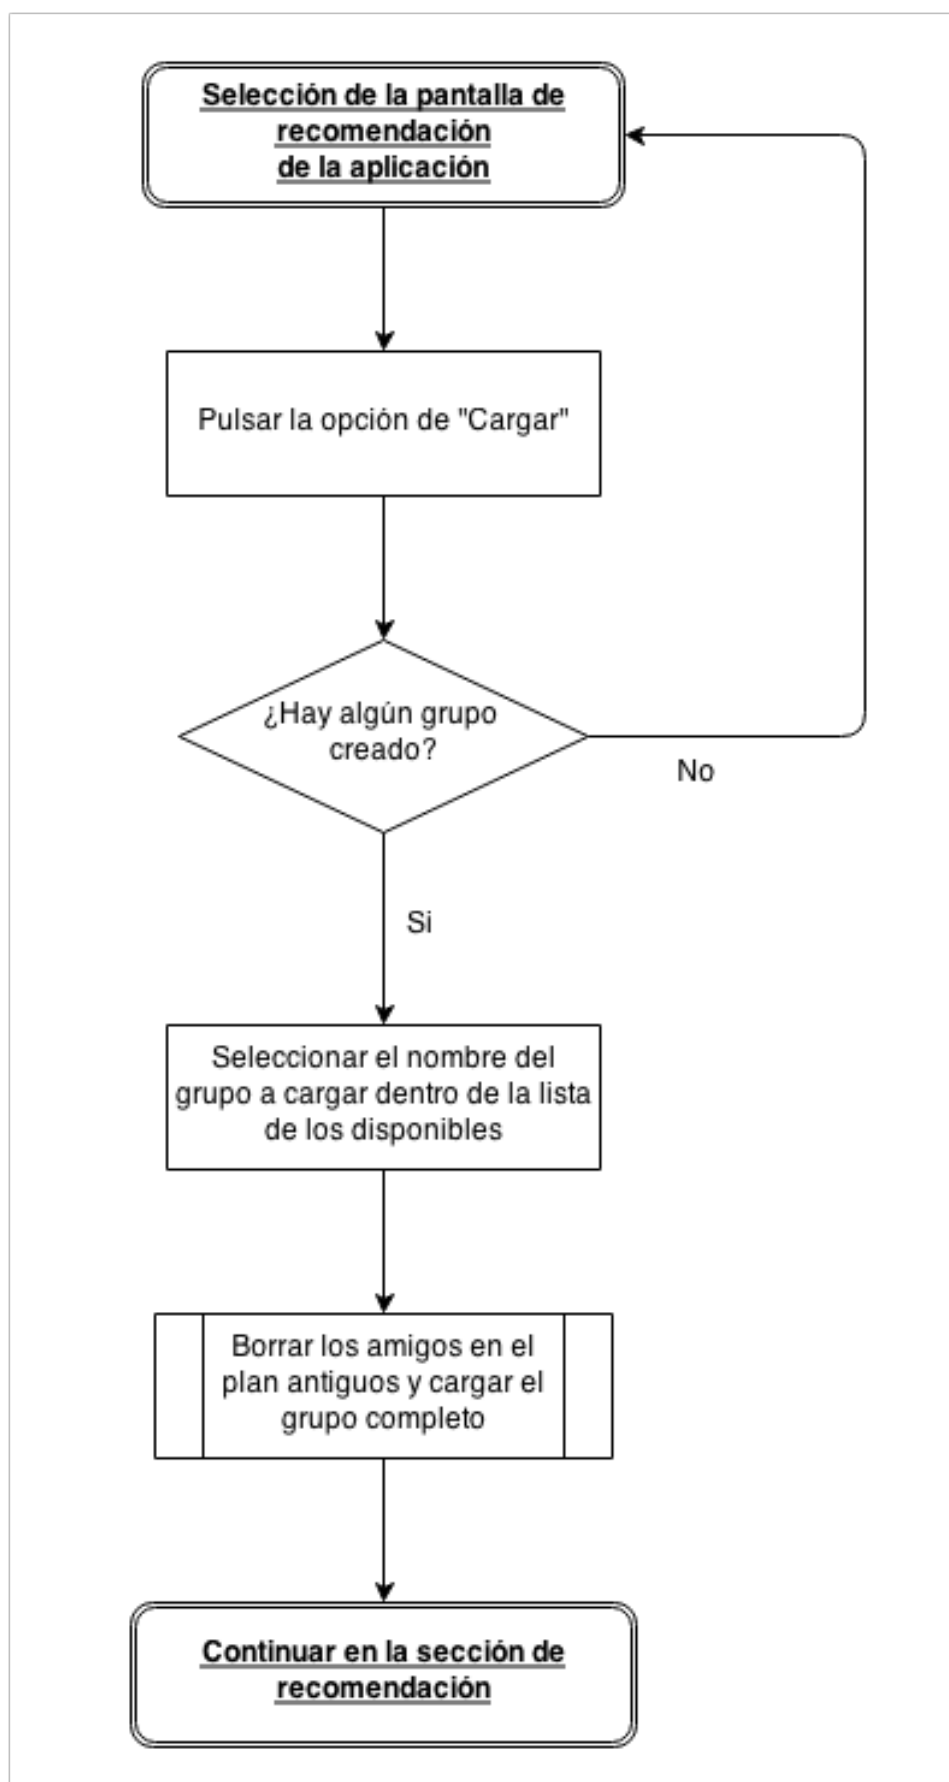 Selección de la pantalla de
recomendación
de la aplicación
Pulsar la opción de "Cargar"
¿Hay algún grupo
creado?
No
Si
Seleccionar el nombre del
grupo a cargar dentro de la lista
de los disponibles
Borrar los amigos en el
plan antiguos y cargar el
grupo completo
Continuar en la sección de
recomendación